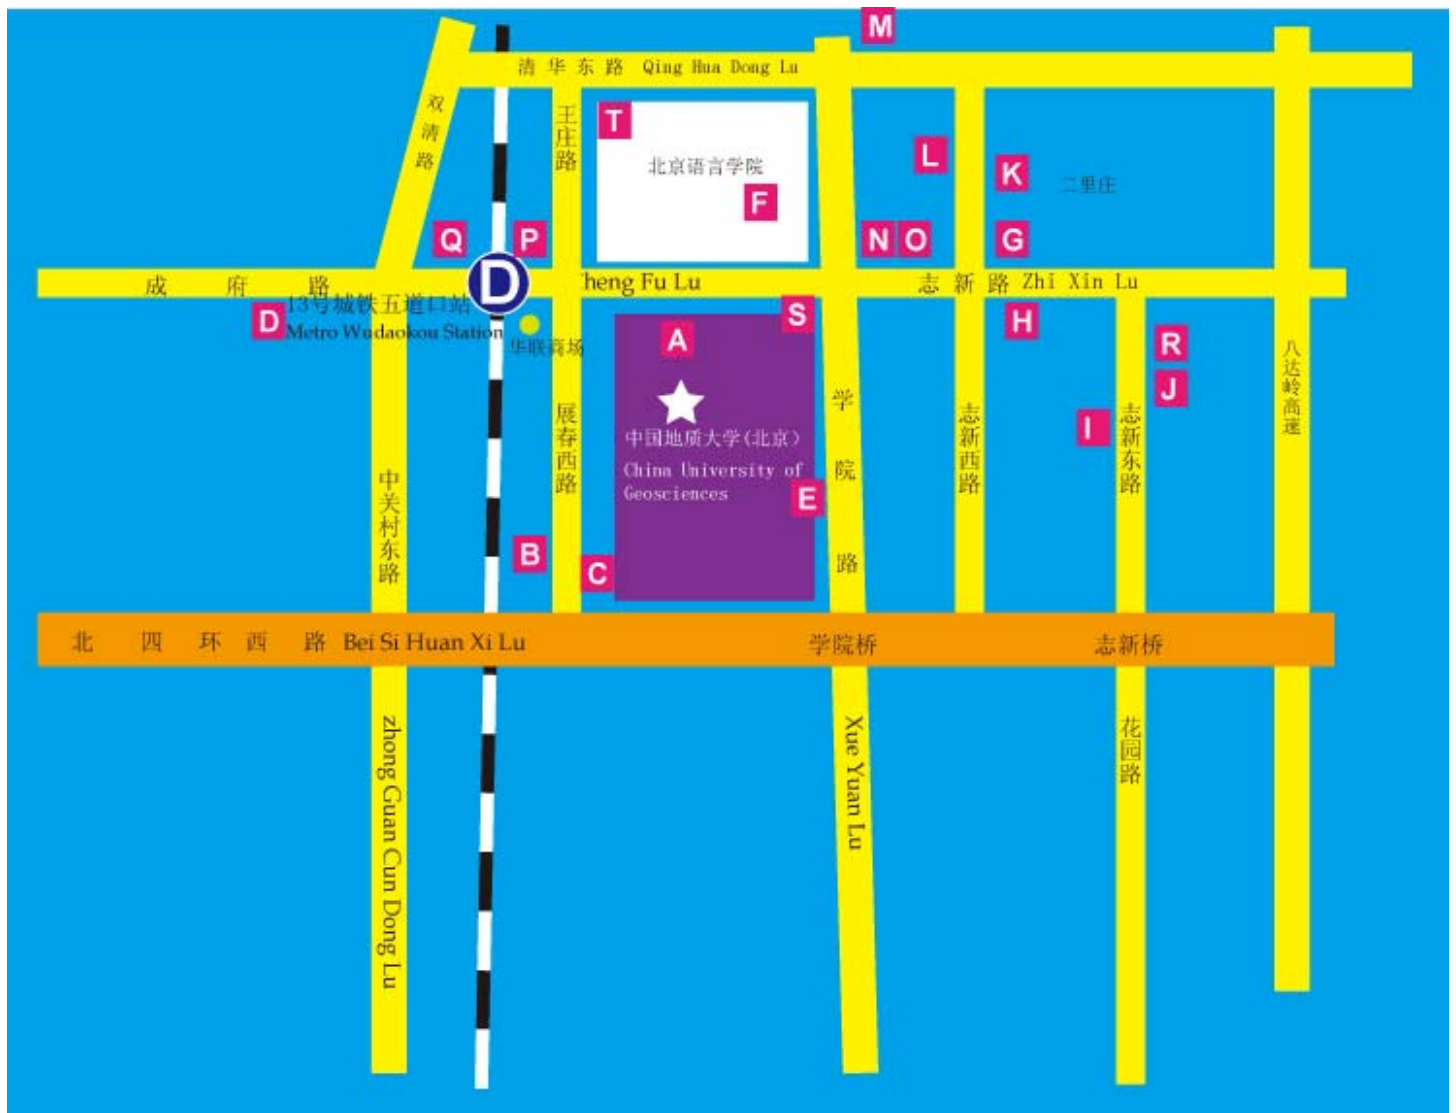 M
清华东路 Qing Hua Dong Lu
双清路
王庄路
T
北京语言学院
F
L
K
二里庄
Q
P
N
O
G
成府路
D
heng Fu Lu
志新路 Zhi Xin Lu
13号城铁五道口站
Metro Wudaokou Station
D
华联商场
S
A
H
R
J
I
八达岭高速
中国地质大学(北京)
China University of
Geosciences
E
展春西路
学院路
志新西路
志新东路
中关村东路
B
C
北四环西路 Bei Si Huan Xi Lu
学院桥
志新桥
zhong Guan Cun Dong Lu
Xue Yuan Lu
花园路